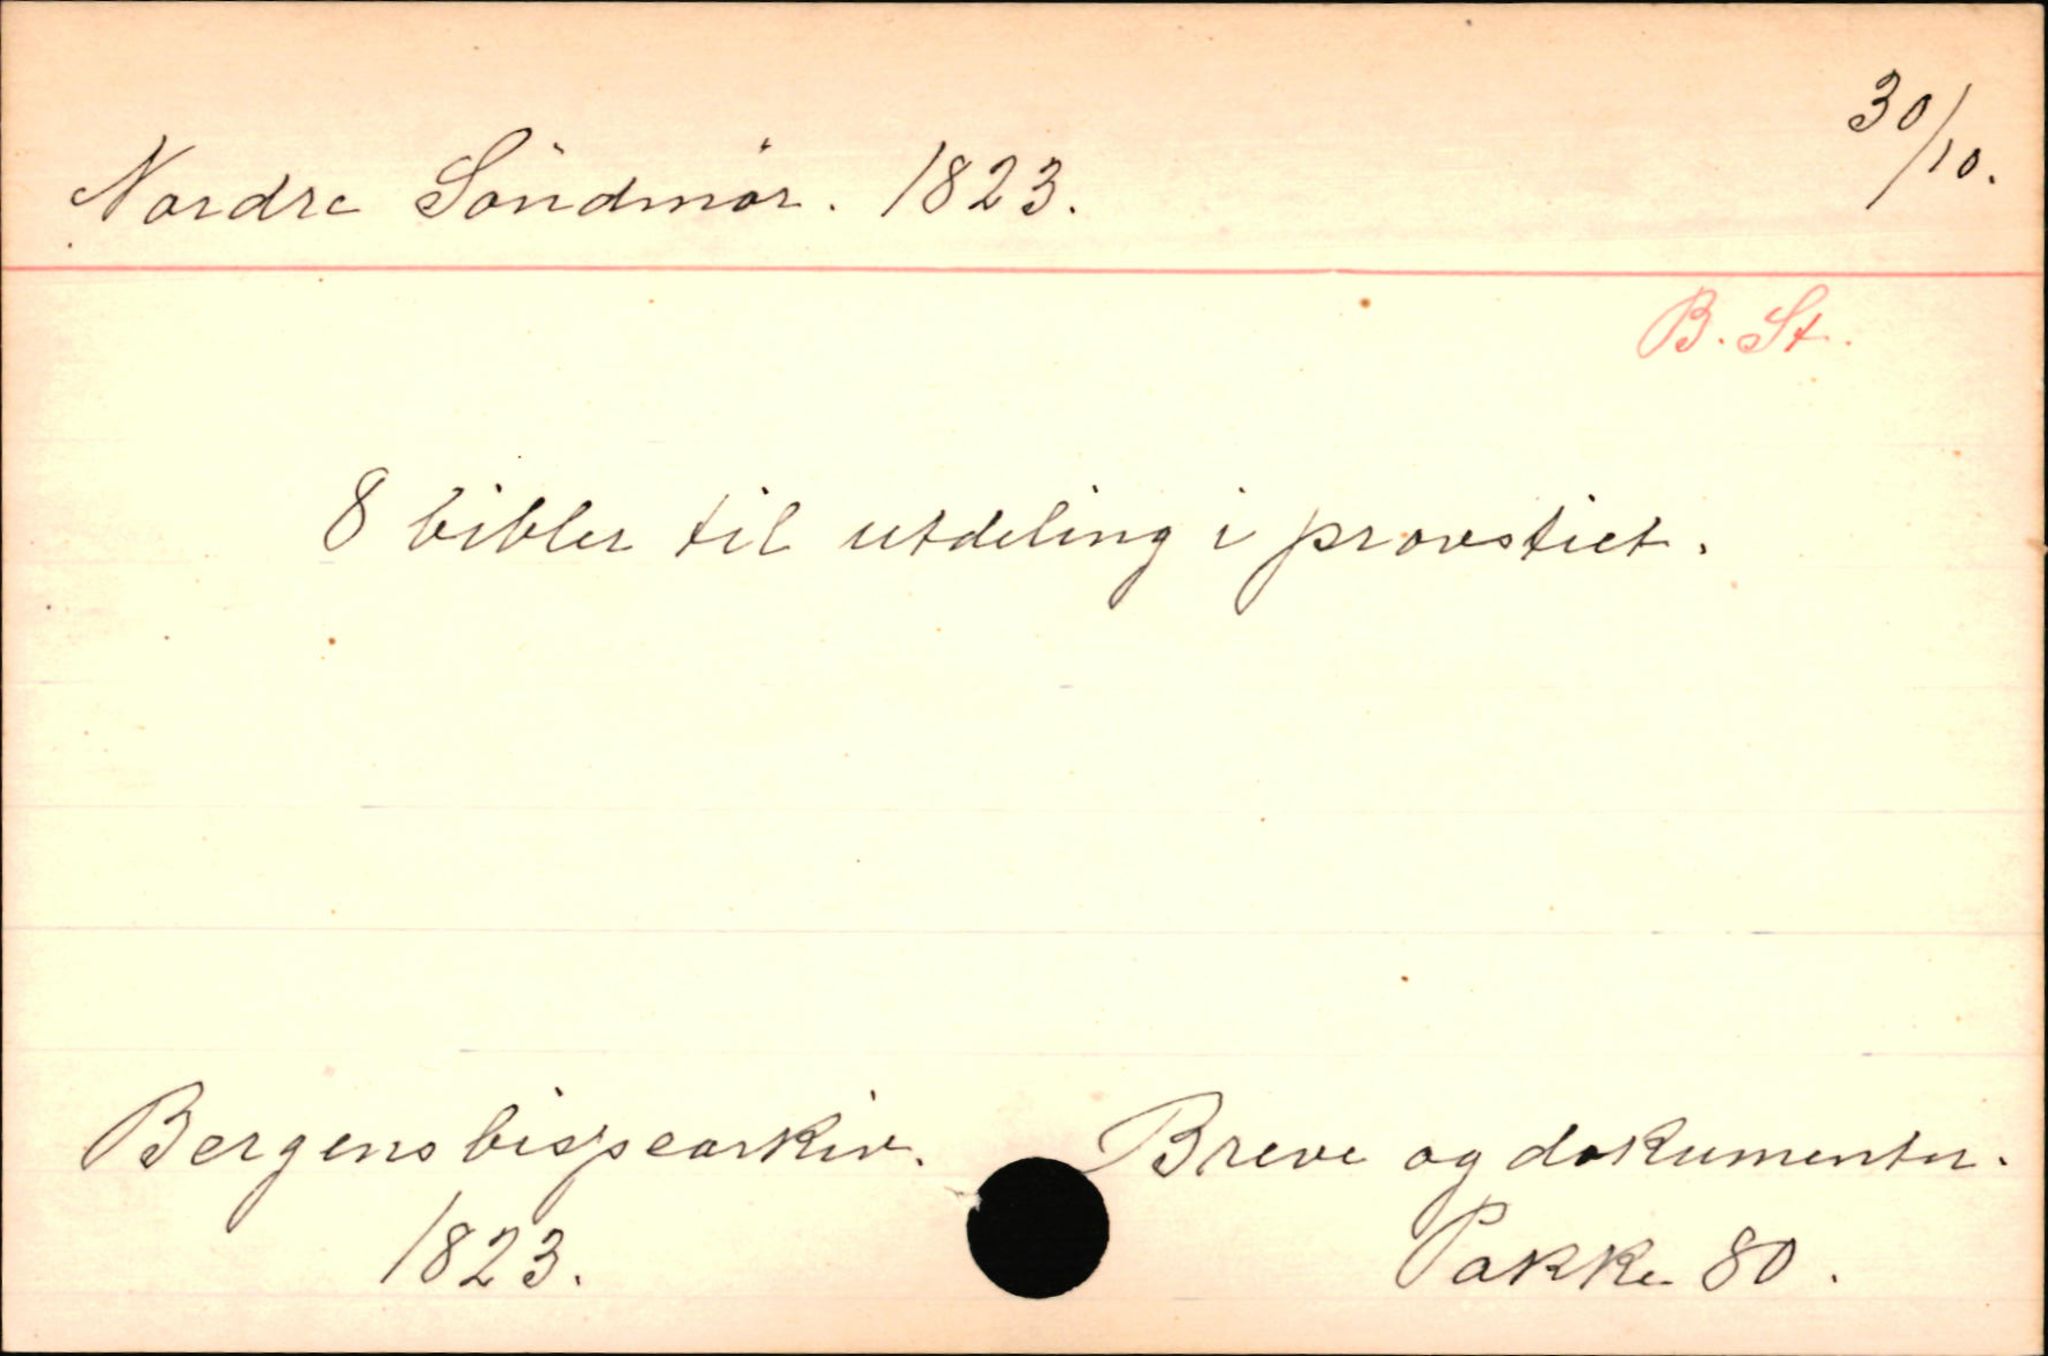 Nordre Söndmör. 1823.
30/10.
B. St.
8 bibler til utdeling i provstiet.
Bergens bispearkiv. Breve og dokumenter.
1823. Pakke 80.